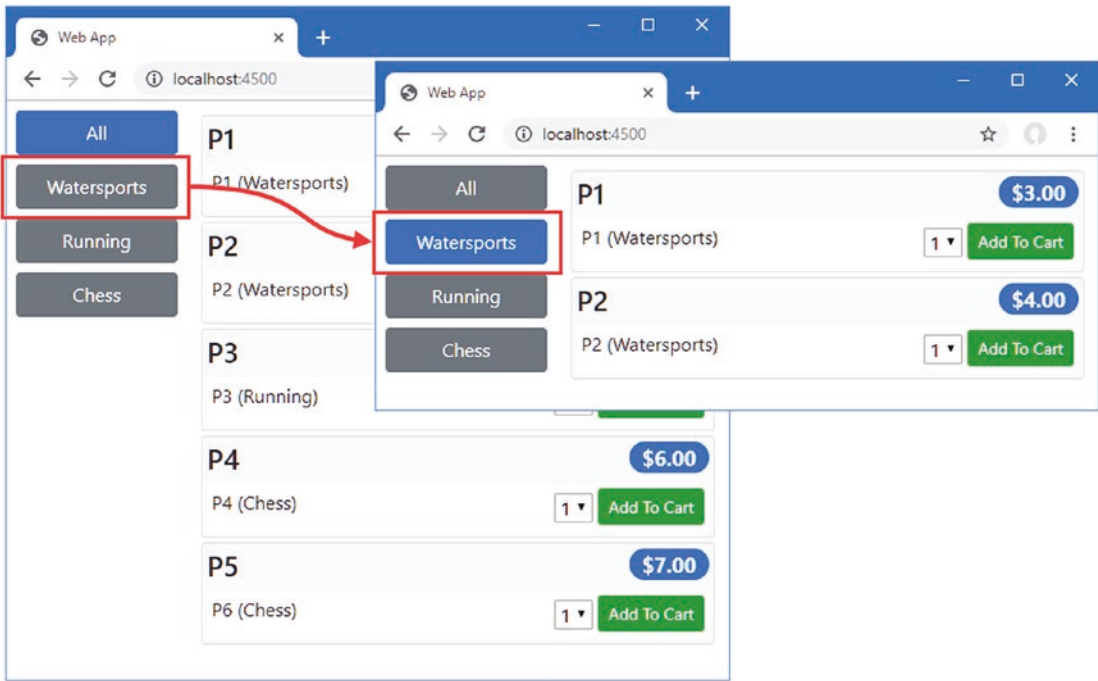 Web App
localhost:4500
All
Watersports
Running
Chess
P1
P1 (Watersports)
P2
P2 (Watersports)
P3
P3 (Running)
P4
$6.00
P4 (Chess)
1
Add To Cart
P5
$7.00
P6 (Chess)
1
Add To Cart
Web App
localhost:4500
All
Watersports
Running
Chess
P1
$3.00
P1 (Watersports)
1
Add To Cart
P2
$4.00
P2 (Watersports)
1
Add To Cart